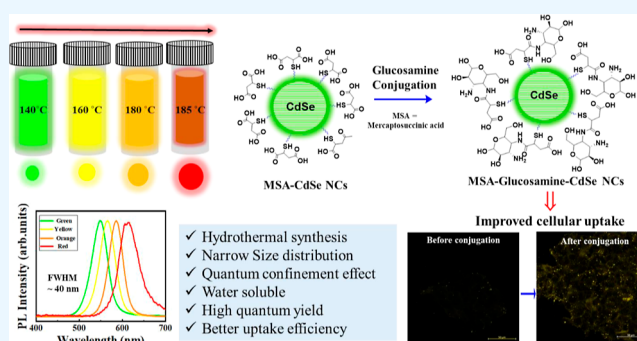 140°C
160 °C
180 °C
185 °C
CdSe
MSA-CdSe NCs
Glucosamine
Conjugation
MSA =
Mercaptosuccinic acid
CdSe
MSA-Glucosamine-CdSe NCs
Improved cellular uptake
Before conjugation
After conjugation
PL Intensity (arb.units)
Green
Yellow
Orange
Red
FWHM
~ 40 nm
400
500
600
700
Wavelength (nm)
✓ Hydrothermal synthesis
✓ Narrow Size distribution
✓ Quantum confinement effect
✓ Water soluble
✓ High quantum yield
✓ Better uptake efficiency